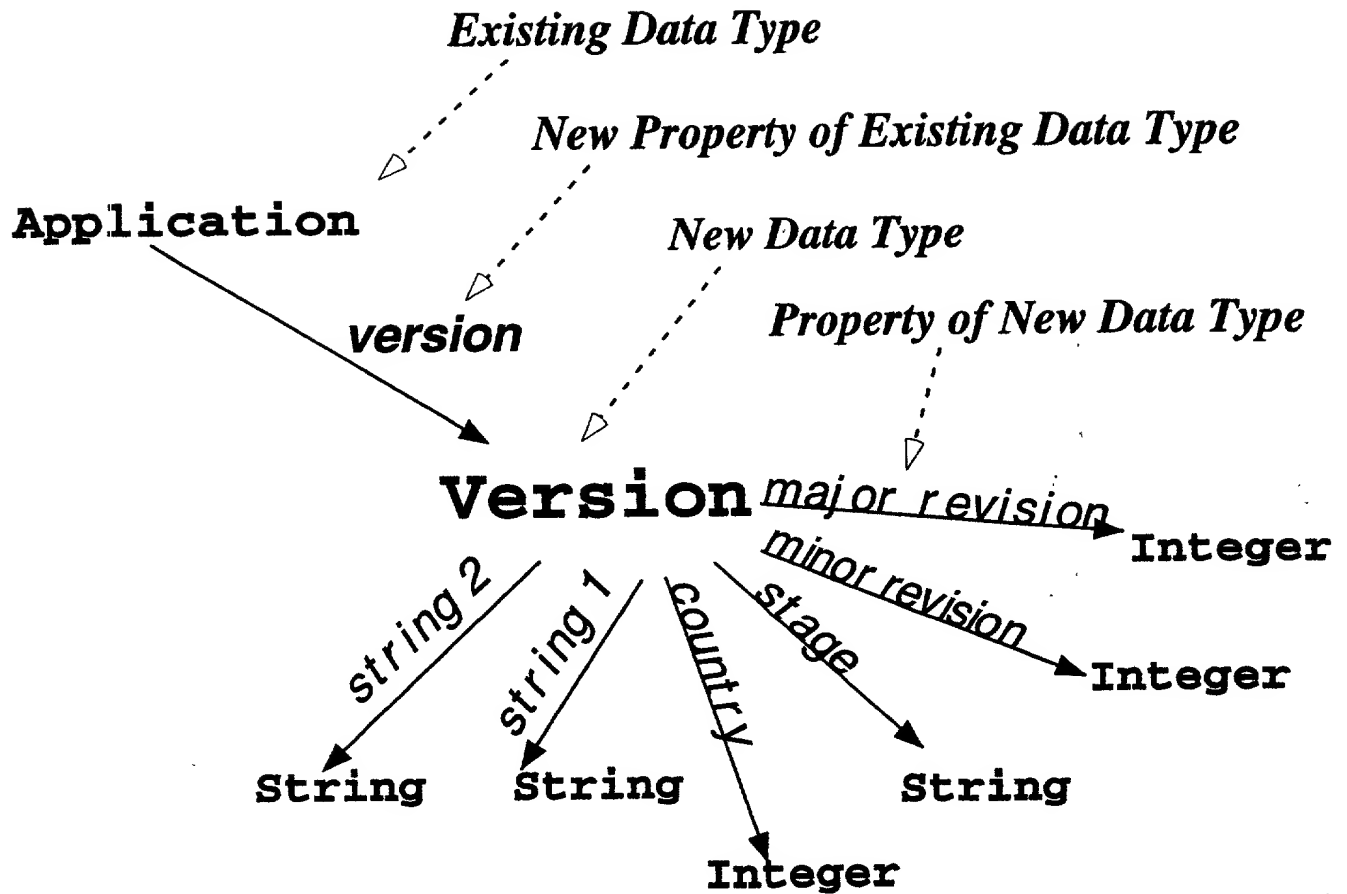 Existing Data Type
New Property of Existing Data Type
Application
New Data Type
version
Property of New Data Type
Version
major revision
Integer
minor revision
Integer
string 2
string 1
country
stage
String
String
String
Integer